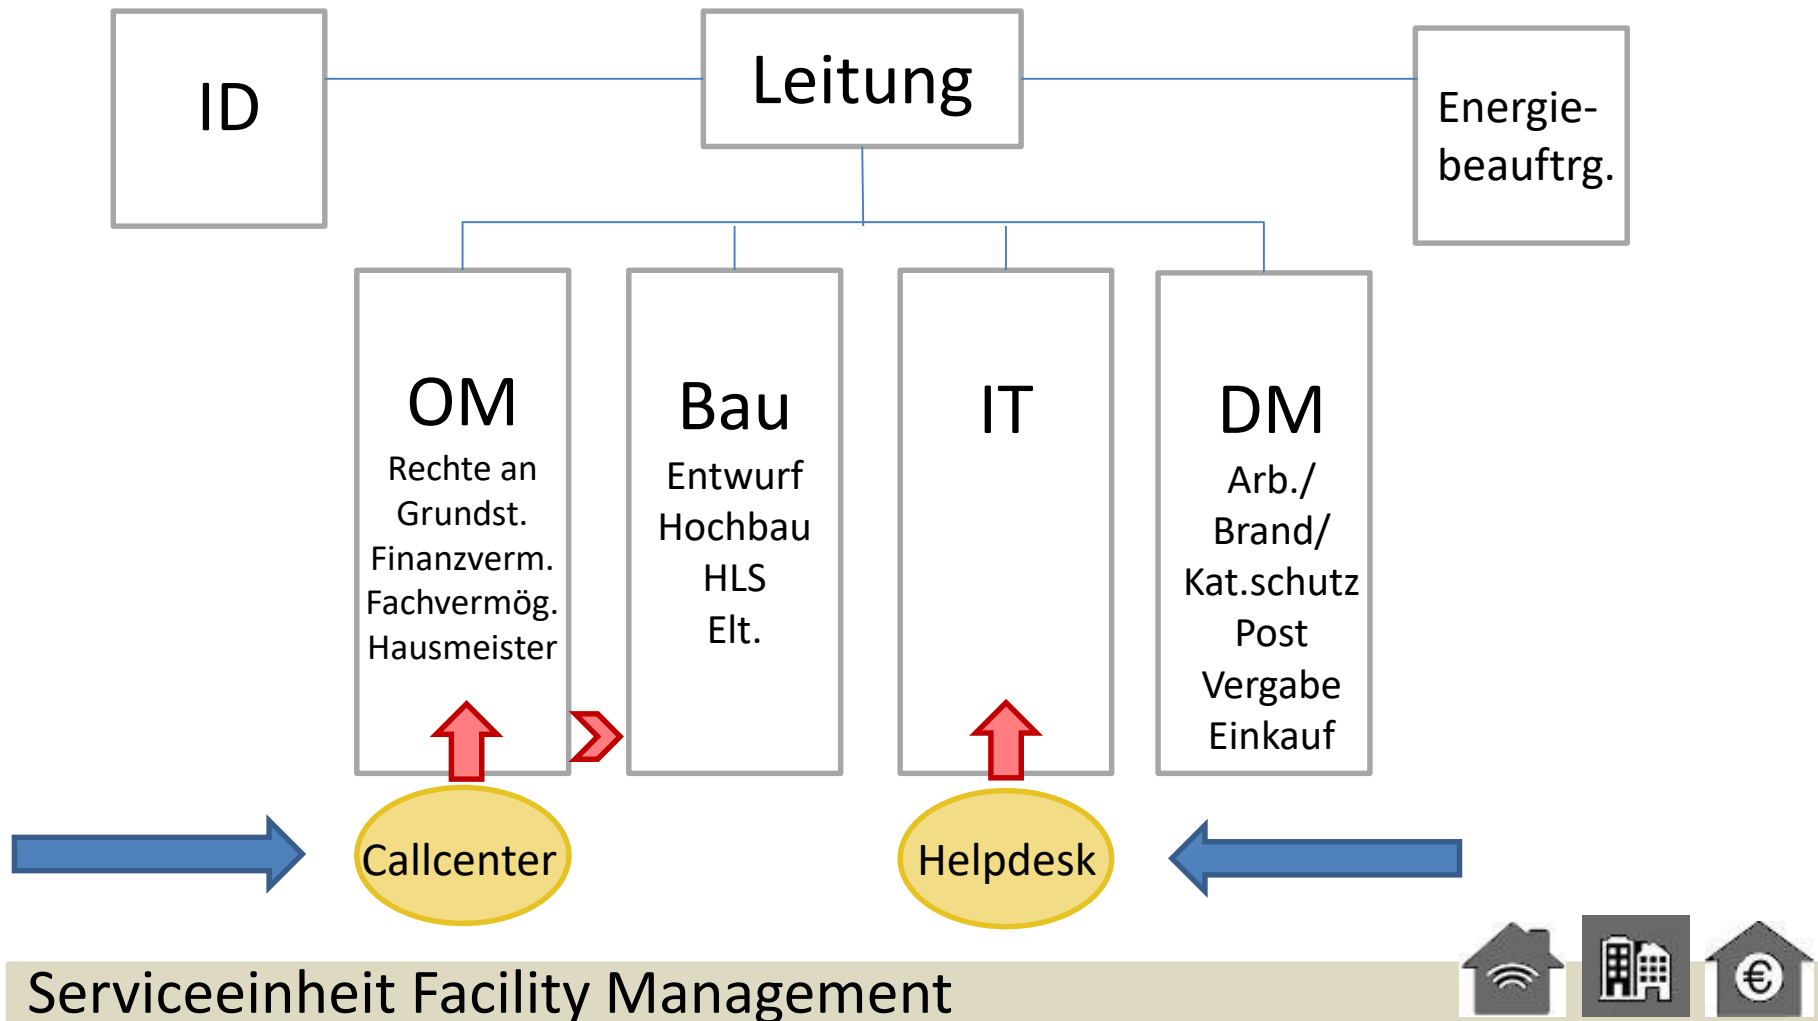 ID
Leitung
Energie-
beauftrg.
OM
Rechte an
Grundst.
Finanzverm.
Fachvermög.
Hausmeister
Bau
Entwurf
Hochbau
HLS
Elt.
IT
DM
Arb./
Brand/
Kat.schutz
Post
Vergabe
Einkauf
Callcenter
Helpdesk
Serviceeinheit Facility Management
€